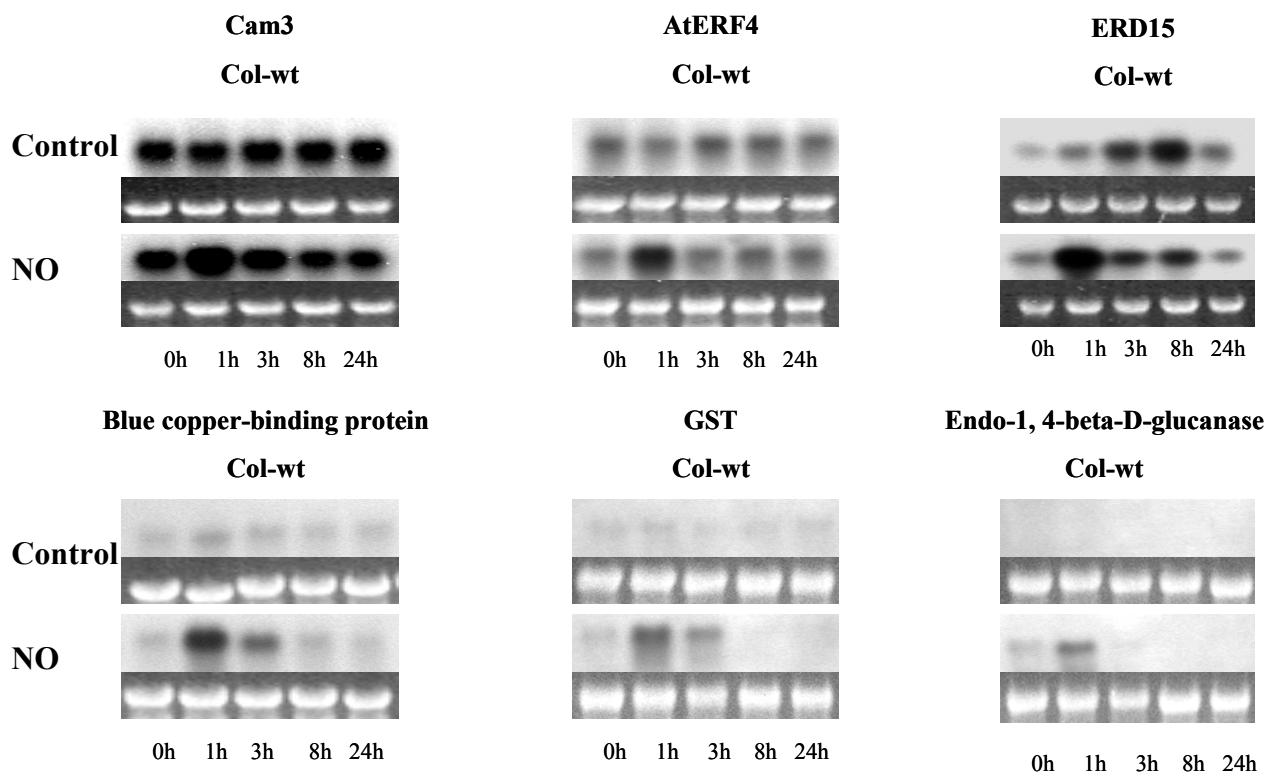 Cam3
AtERF4
ERD15
Col-wt
Col-wt
Col-wt
Control
NO
0h 1h 3h 8h 24h
0h 1h 3h 8h 24h
0h 1h 3h 8h 24h
Blue copper-binding protein
GST
Endo-1, 4-beta-D-glucanase
Col-wt
Col-wt
Col-wt
Control
NO
0h 1h 3h 8h 24h
0h 1h 3h 8h 24h
0h 1h 3h 8h 24h